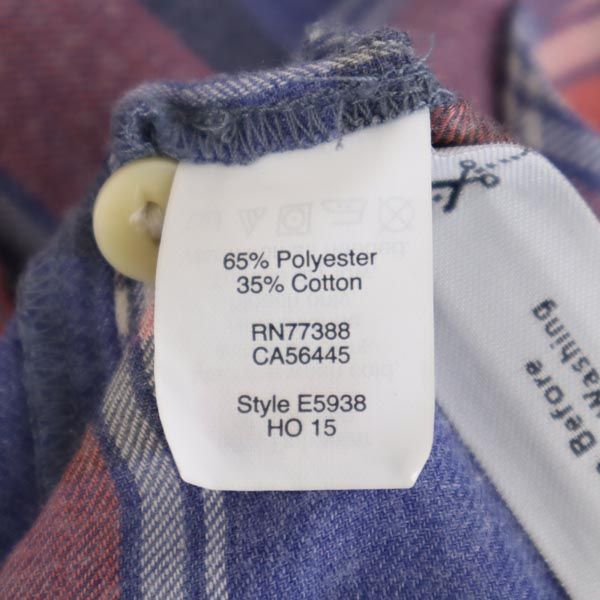 65% Polyester
35% Cotton
RN77388
CA56445
Style E5938
HO 15
Before
Washing